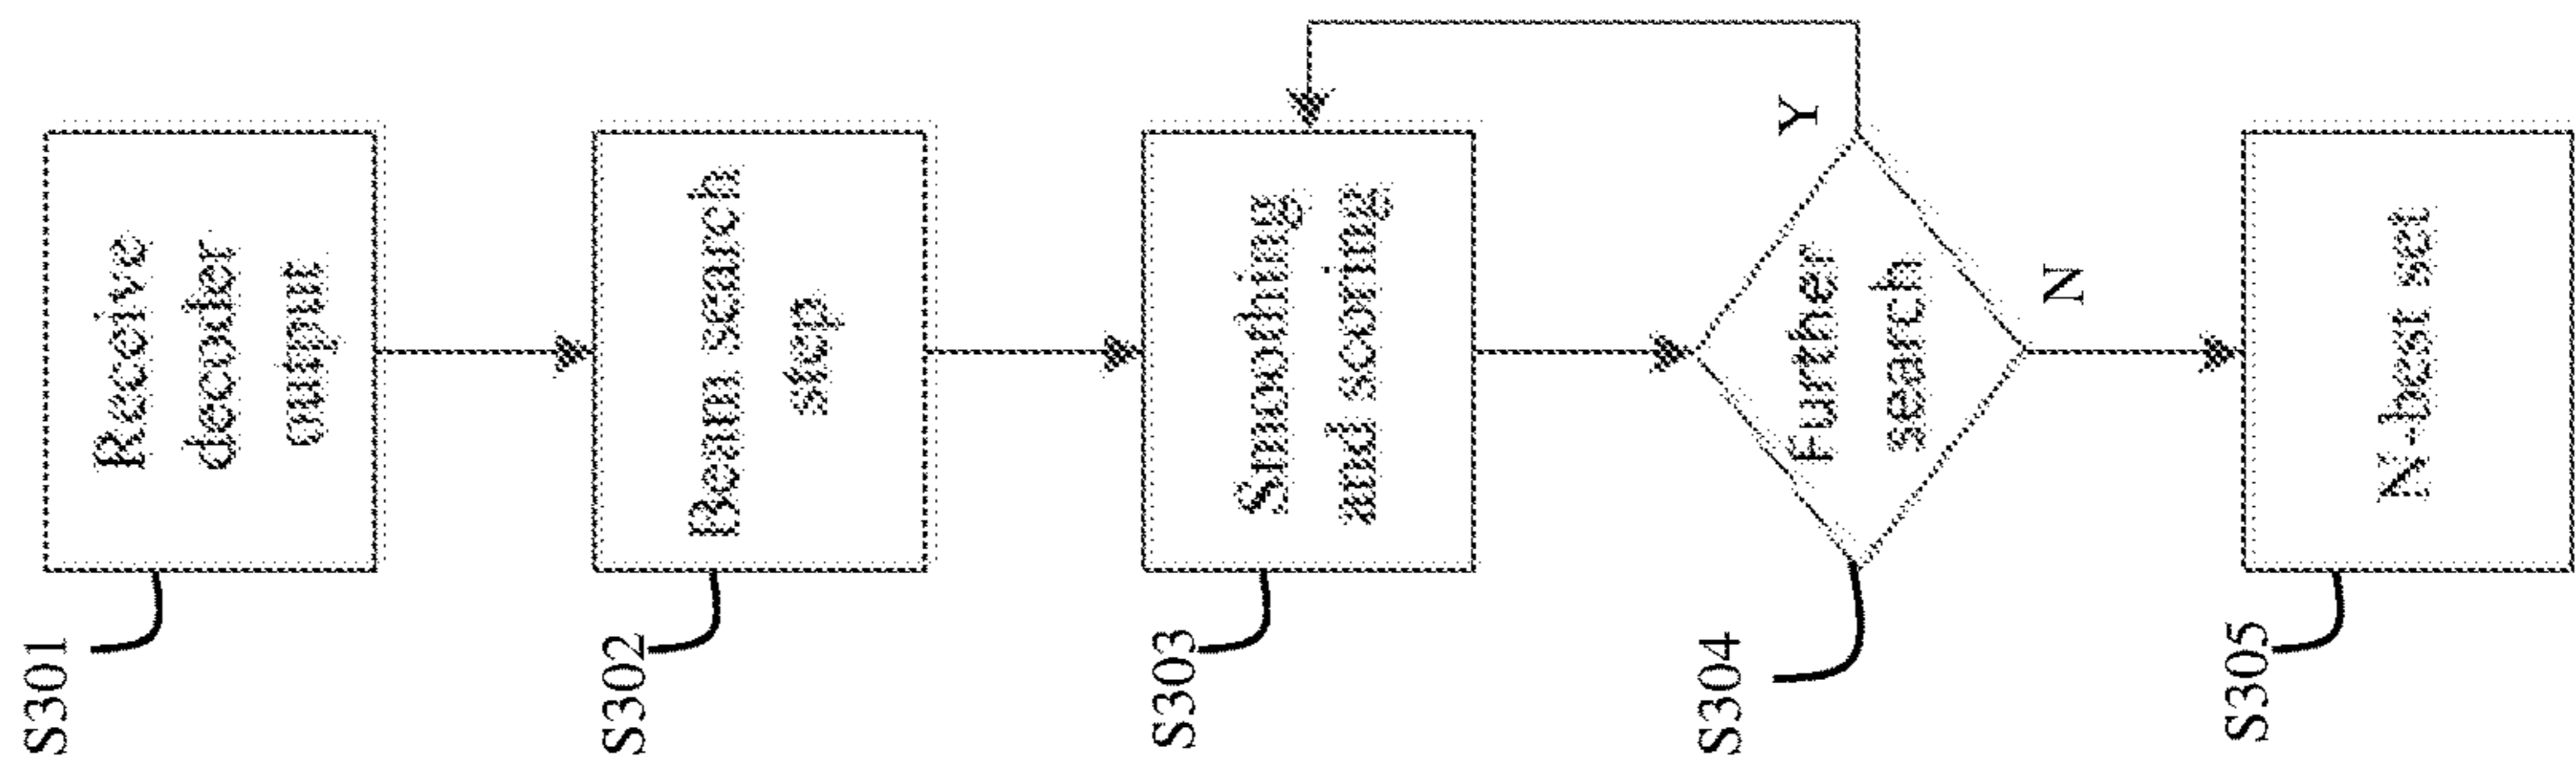 S301
Receive
decoder
output
S302
Beam search
step
S303
Smoothing
and scoring
S304
Further
search
Y
N
S305
N-best set